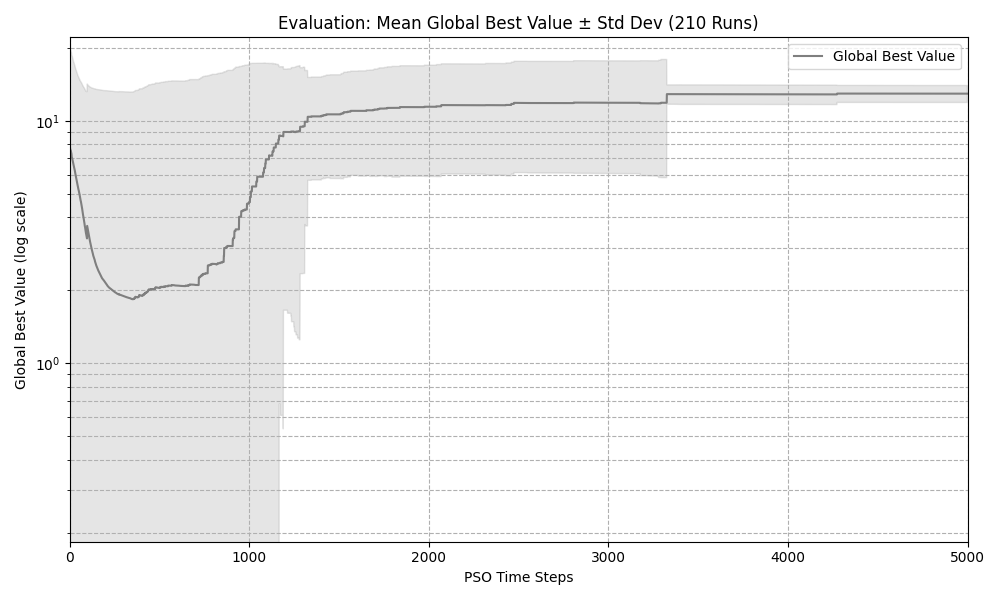 Evaluation: Mean Global Best Value ± Std Dev (210 Runs)
Global Best Value
Global Best Value (log scale)
10¹
10⁰
0 1000 2000 3000 4000 5000
PSO Time Steps